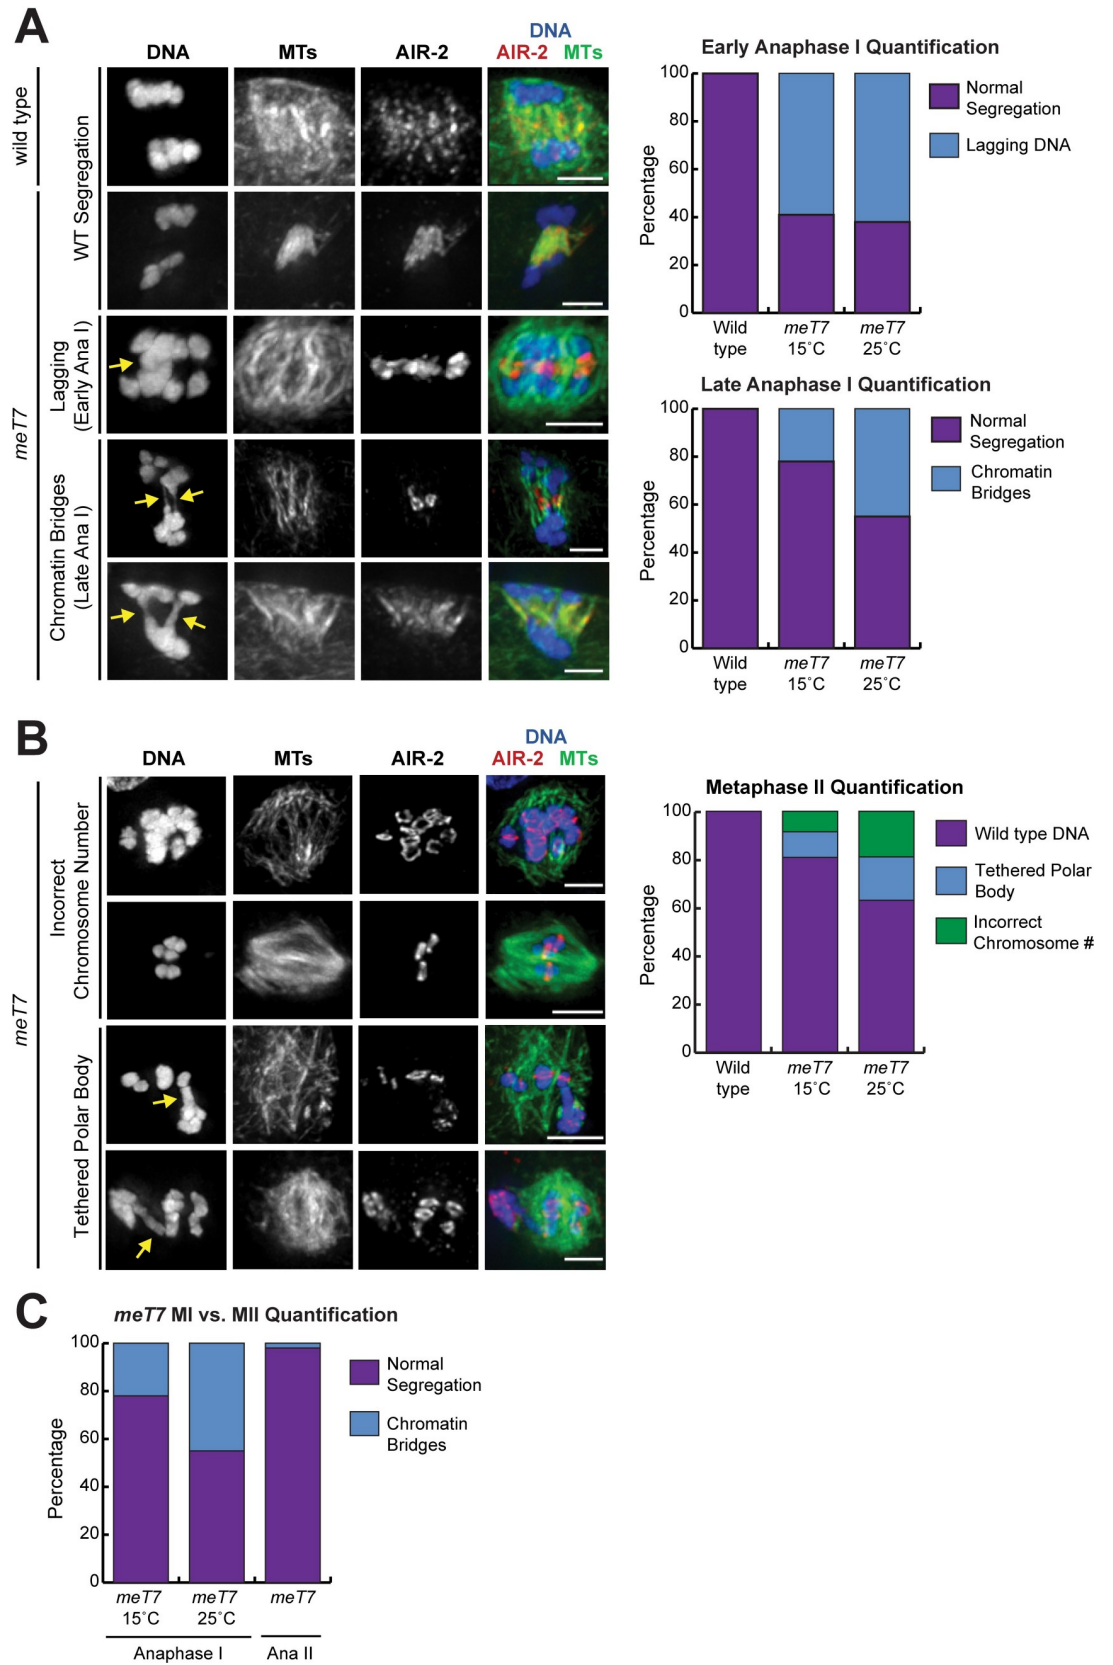 A
DNA
MTs
AIR-2
DNA
AIR-2 MTs
wild type
WT Segregation
meT7
Lagging
(Early Ana I)
Chromatin Bridges
(Late Ana I)
Early Anaphase I Quantification
Percentage
100
80
60
40
20
0
Wild
type
meT7
15˚C
meT7
25˚C
Normal
Segregation
Lagging DNA
Late Anaphase I Quantification
Percentage
100
80
60
40
20
0
Wild
type
meT7
15˚C
meT7
25˚C
Normal
Segregation
Chromatin
Bridges
B
DNA
MTs
AIR-2
DNA
AIR-2 MTs
meT7
Incorrect
Chromosome Number
Tethered Polar Body
Metaphase II Quantification
Percentage
100
80
60
40
20
0
Wild
type
meT7
15˚C
meT7
25˚C
Wild type DNA
Tethered Polar
Body
Incorrect
Chromosome #
C
meT7 MI vs. MII Quantification
Percentage
100
80
60
40
20
0
meT7
15˚C
meT7
25˚C
meT7
Anaphase I
Ana II
Normal
Segregation
Chromatin
Bridges